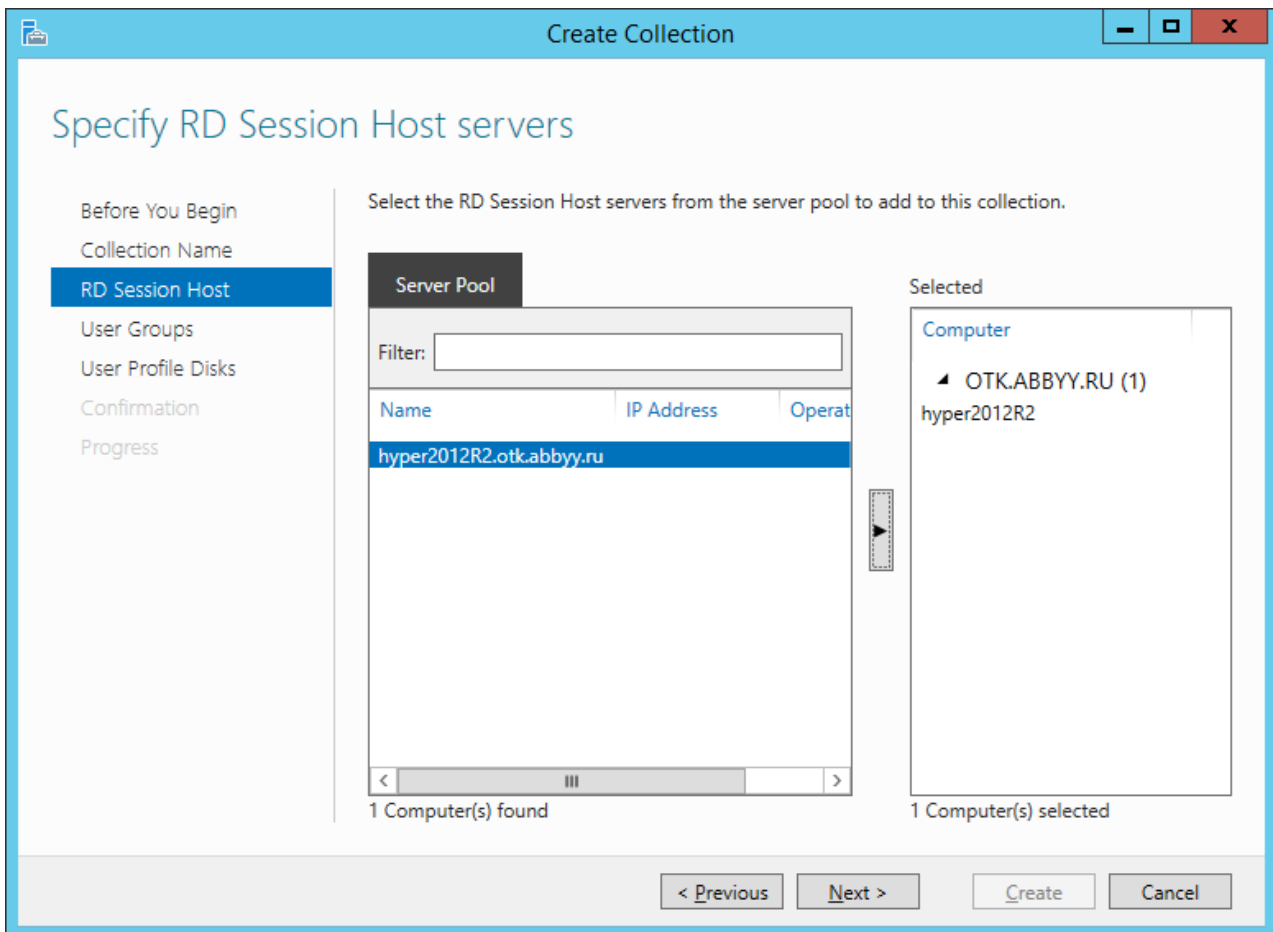 Create Collection
Specify RD Session Host servers
Before You Begin
Collection Name
RD Session Host
User Groups
User Profile Disks
Confirmation
Progress
Select the RD Session Host servers from the server pool to add to this collection.
Server Pool
Filter:
Name IP Address Operat
hyper2012R2.otk.abbyy.ru
1 Computer(s) found
Selected
Computer
OTK.ABBYY.RU (1)
hyper2012R2
1 Computer(s) selected
< Previous Next > Create Cancel